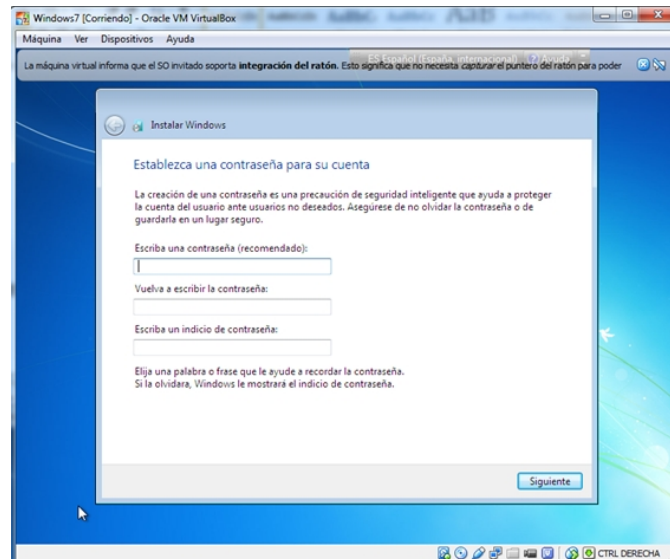 Windows7 [Corriendo] - Oracle VM VirtualBox
Máquina Ver Dispositivos Ayuda
ES Español (España, internacional) Ayuda
La máquina virtual informa que el SO invitado soporta integración del ratón. Esto significa que no necesita capturar el puntero del ratón para poder
Instalar Windows
Establezca una contraseña para su cuenta
La creación de una contraseña es una precaución de seguridad inteligente que ayuda a proteger
la cuenta del usuario ante usuarios no deseados. Asegúrese de no olvidar la contraseña o de
guardarla en un lugar seguro.
Escriba una contraseña (recomendado):
Vuelva a escribir la contraseña:
Escriba un indicio de contraseña:
Elija una palabra o frase que le ayude a recordar la contraseña.
Si la olvidara, Windows le mostrará el indicio de contraseña.
Siguiente
CTRL DERECHA